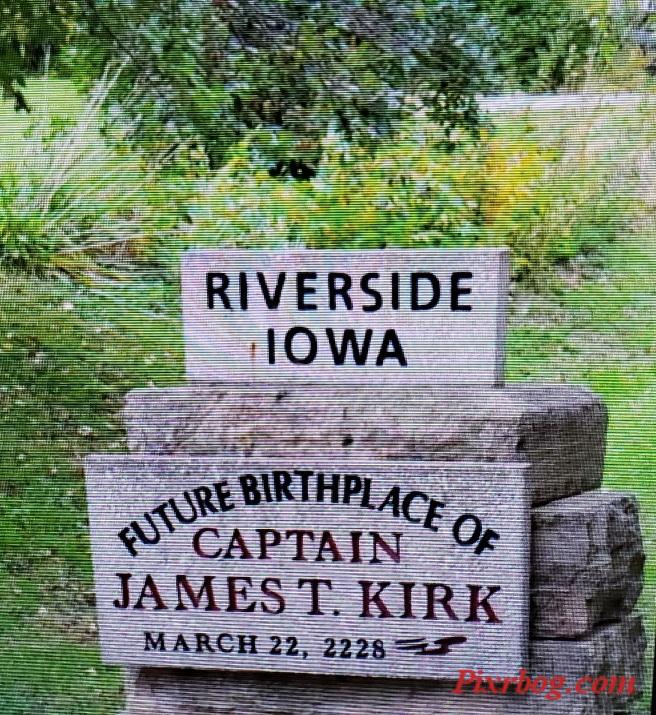 RIVERSIDE
IOWA
FUTURE BIRTHPLACE OF
CAPTAIN
JAMES T. KIRK
MARCH 22, 2228
Pixrbog.com